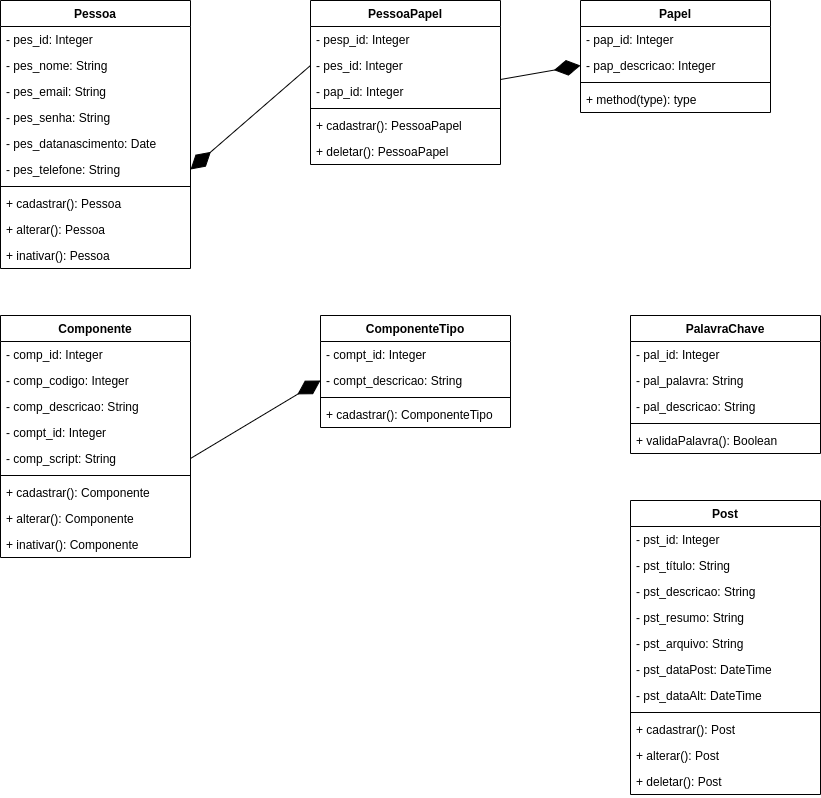 Pessoa
- pes_id: Integer
- pes_nome: String
- pes_email: String
- pes_senha: String
- pes_datanascimento: Date
- pes_telefone: String
+ cadastrar(): Pessoa
+ alterar(): Pessoa
+ inativar(): Pessoa
PessoaPapel
- pesp_id: Integer
- pes_id: Integer
- pap_id: Integer
+ cadastrar(): PessoaPapel
+ deletar(): PessoaPapel
Papel
- pap_id: Integer
- pap_descricao: Integer
+ method(type): type
Componente
- comp_id: Integer
- comp_codigo: Integer
- comp_descricao: String
- compt_id: Integer
- comp_script: String
+ cadastrar(): Componente
+ alterar(): Componente
+ inativar(): Componente
ComponenteTipo
- compt_id: Integer
- compt_descricao: String
+ cadastrar(): ComponenteTipo
PalavraChave
- pal_id: Integer
- pal_palavra: String
- pal_descricao: String
+ validaPalavra(): Boolean
Post
- pst_id: Integer
- pst_título: String
- pst_descricao: String
- pst_resumo: String
- pst_arquivo: String
- pst_dataPost: DateTime
- pst_dataAlt: DateTime
+ cadastrar(): Post
+ alterar(): Post
+ deletar(): Post